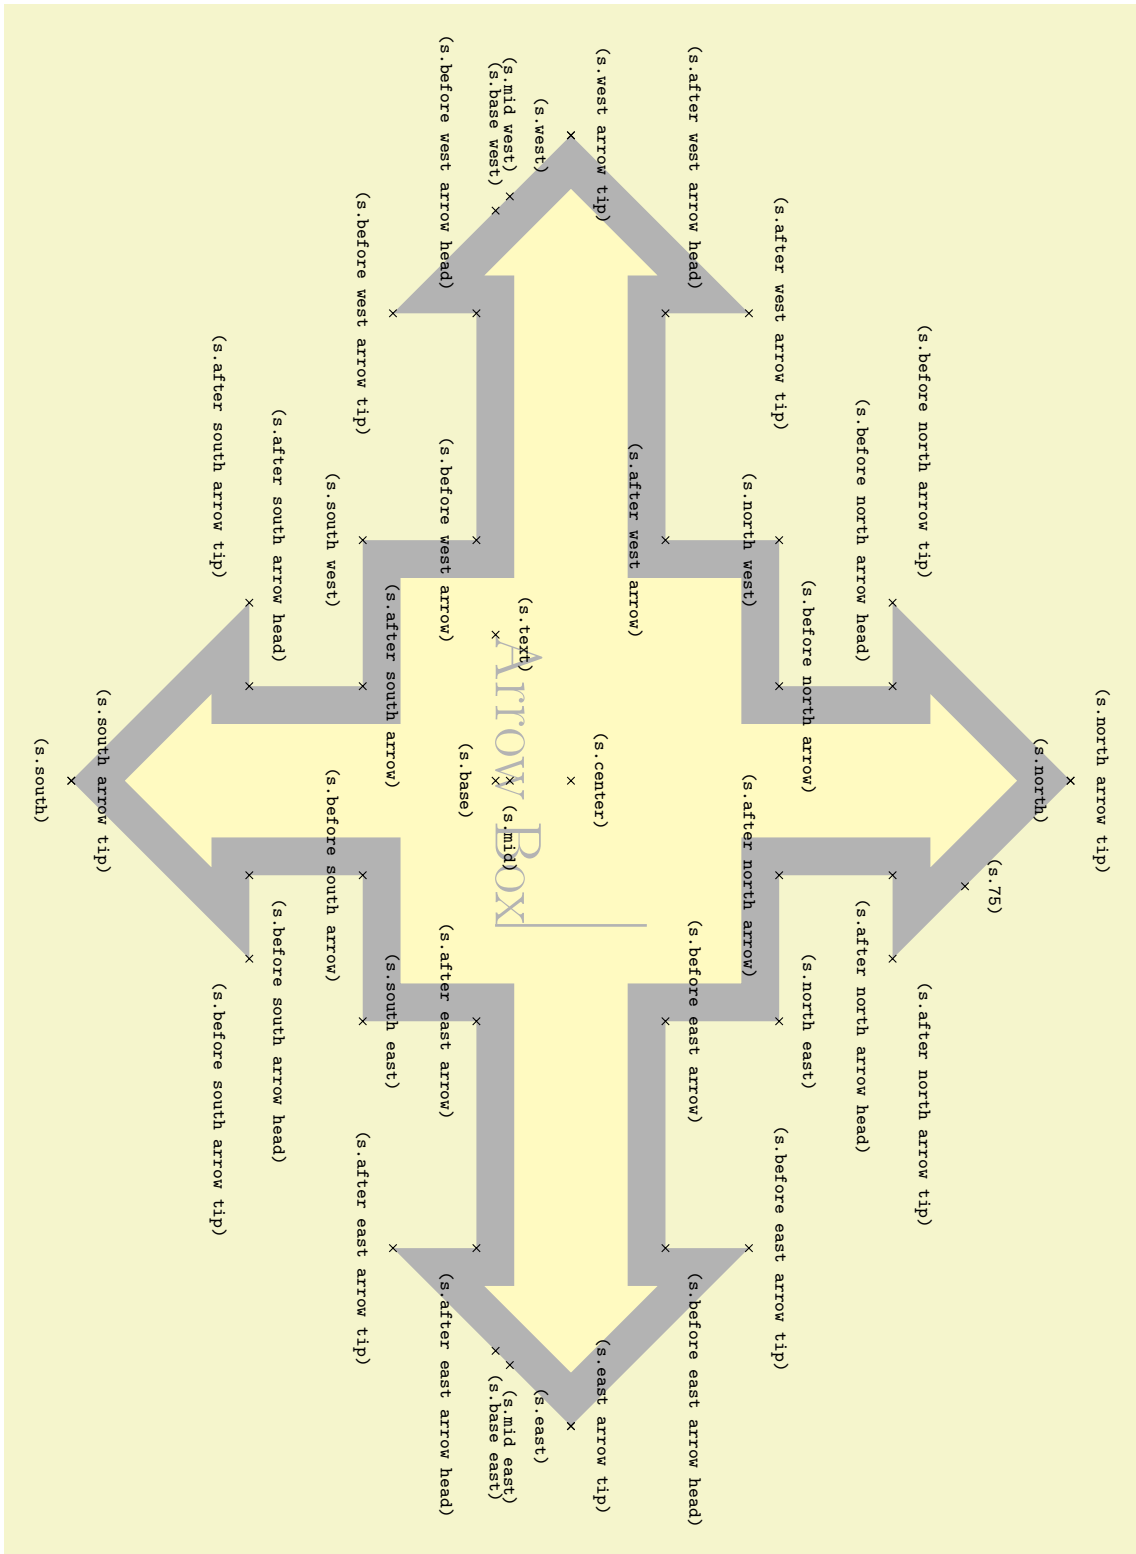 (s.north arrow tip)
(s.north)
(s.75)
(s.before north arrow tip)
(s.after north arrow tip)
(s.before north arrow head)
(s.after north arrow head)
(s.before north arrow)
(s.north east)
(s.after west arrow tip)
(s.before east arrow tip)
(s.north west)
(s.after north arrow)
(s.after west arrow head)
(s.before east arrow)
(s.before east arrow head)
(s.after west arrow)
(s.west arrow tip)
(s.center)
(s.east arrow tip)
(s.west)
(s.east)
(s.text)
Arrow Box
(s.mid west)
(s.mid)
(s.mid east)
(s.base west)
(s.base east)
(s.base)
(s.before west arrow head)
(s.before west arrow)
(s.after east arrow)
(s.after east arrow head)
(s.after south arrow)
(s.south east)
(s.before west arrow tip)
(s.after east arrow tip)
(s.south west)
(s.before south arrow)
(s.after south arrow head)
(s.before south arrow head)
(s.after south arrow tip)
(s.before south arrow tip)
(s.south arrow tip)
(s.south)